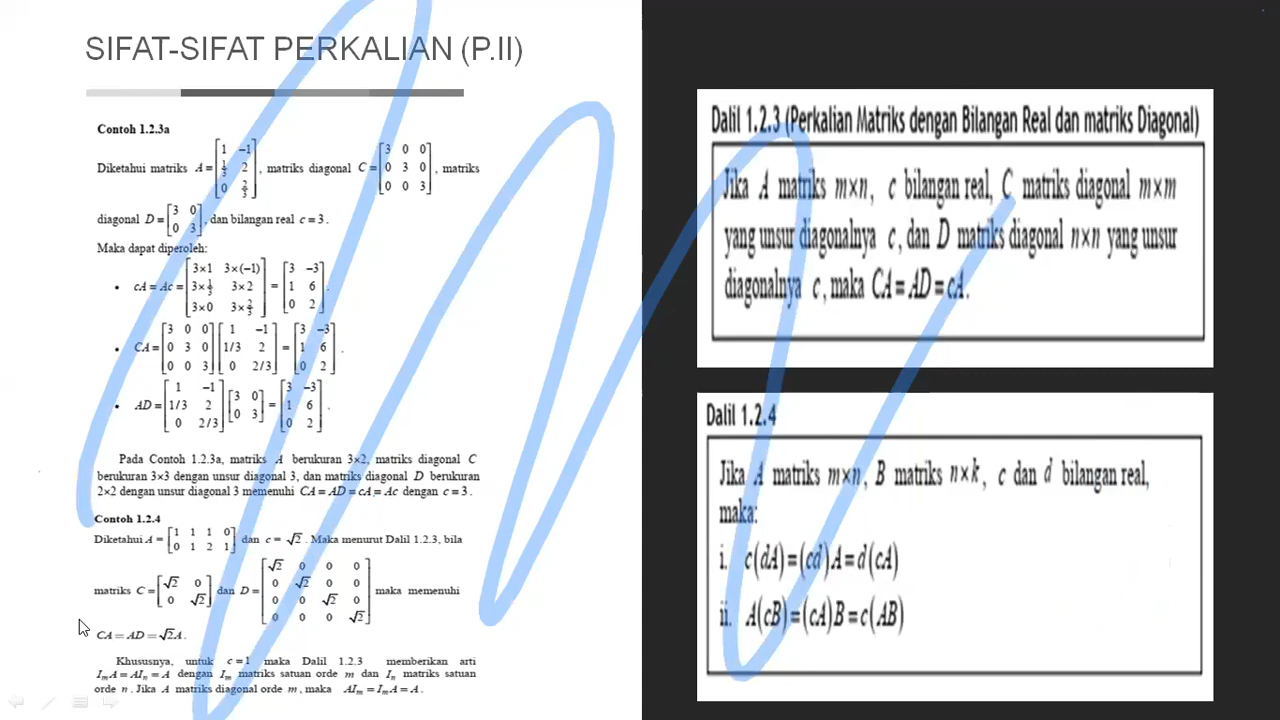 SIFAT-SIFAT PERKALIAN (P.II)
Contoh 1.2.3a
Diketahui matriks A = [1 −1; 1/3 2; 0 2/3], matriks diagonal C = [3 0 0; 0 3 0; 0 0 3], matriks
diagonal D = [3 0; 0 3], dan bilangan real c = 3.
Maka dapat diperoleh:
• cA = Ac = [3×1 3×(−1); 3×1/3 3×2; 3×0 3×2/3] = [3 −3; 1 6; 0 2].
• CA = [3 0 0; 0 3 0; 0 0 3][1 −1; 1/3 2; 0 2/3] = [3 −3; 1 6; 0 2].
• AD = [1 −1; 1/3 2; 0 2/3][3 0; 0 3] = [3 −3; 1 6; 0 2].
Pada Contoh 1.2.3a, matriks A berukuran 3×2, matriks diagonal C
berukuran 3×3 dengan unsur diagonal 3, dan matriks diagonal D berukuran
2×2 dengan unsur diagonal 3 memenuhi CA = AD = cA = Ac dengan c = 3.
Contoh 1.2.4
Diketahui A = [1 1 1 0; 0 1 2 1] dan c = √2. Maka menurut Dalil 1.2.3, bila
matriks C = [√2 0; 0 √2] dan D = [√2 0 0 0; 0 √2 0 0; 0 0 √2 0; 0 0 0 √2] maka memenuhi
CA = AD = √2A.
Khususnya, untuk c = 1 maka Dalil 1.2.3 memberikan arti
ImA = AIn = A dengan Im matriks satuan orde m dan In matriks satuan
orde n. Jika A matriks diagonal orde m, maka AIm = ImA = A.
Dalil 1.2.3 (Perkalian Matriks dengan Bilangan Real dan matriks Diagonal)
Jika A matriks m×n, c bilangan real, C matriks diagonal m×m
yang unsur diagonalnya c, dan D matriks diagonal n×n yang unsur
diagonalnya c, maka CA = AD = cA.
Dalil 1.2.4
Jika A matriks m×n, B matriks n×k, c dan d bilangan real,
maka:
i. c(dA) = (cd)A = d(cA)
ii. A(cB) = (cA)B = c(AB)